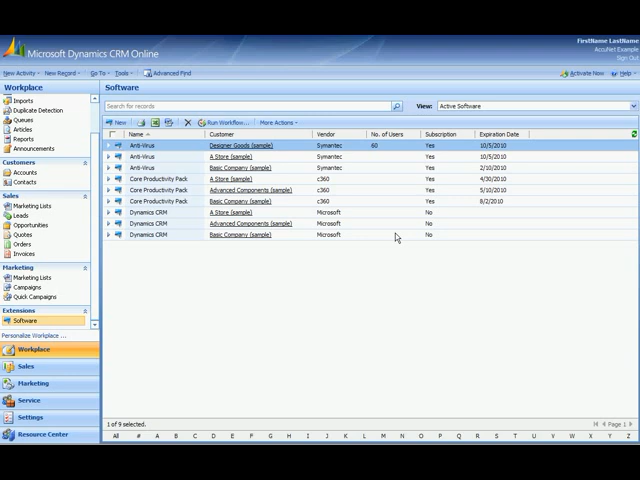 FirstName LastName
AccuNet Example
Sign Out
Microsoft Dynamics CRM Online
New Activity New Record Go To Tools Advanced Find Activate Now Help
Workplace
Imports
Duplicate Detection
Queues
Articles
Reports
Announcements
Customers
Accounts
Contacts
Sales
Marketing Lists
Leads
Opportunities
Quotes
Orders
Invoices
Marketing
Marketing Lists
Campaigns
Quick Campaigns
Extensions
Software
Personalize Workplace ...
Workplace
Sales
Marketing
Service
Settings
Resource Center
Software
Search for records View: Active Software
New Run Workflow... More Actions
Name Customer Vendor No. of Users Subscription Expiration Date
Anti-Virus Designer Goods (sample) Symantec 60 Yes 10/5/2010
Anti-Virus A Store (sample) Symantec Yes 10/5/2010
Anti-Virus Basic Company (sample) Symantec Yes 2/10/2010
Core Productivity Pack A Store (sample) c360 Yes 4/30/2010
Core Productivity Pack Advanced Components (sample) c360 Yes 5/10/2010
Core Productivity Pack Basic Company (sample) c360 Yes 8/2/2010
Dynamics CRM A Store (sample) Microsoft No
Dynamics CRM Advanced Components (sample) Microsoft No
Dynamics CRM Basic Company (sample) Microsoft No
1 of 9 selected. Page 1
All # A B C D E F G H I J K L M N O P Q R S T U V W X Y Z